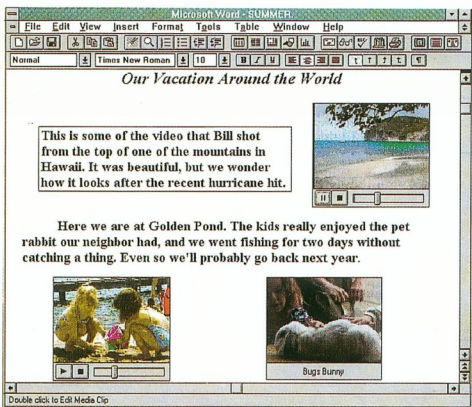 Microsoft Word - SUMMER
File Edit View Insert Format Tools Table Window Help
Normal Times New Roman 10 B I U
Our Vacation Around the World
This is some of the video that Bill shot
from the top of one of the mountains in
Hawaii. It was beautiful, but we wonder
how it looks after the recent hurricane hit.
Here we are at Golden Pond. The kids really enjoyed the pet
rabbit our neighbor had, and we went fishing for two days without
catching a thing. Even so we'll probably go back next year.
Bugs Bunny
Double click to Edit Media Clip